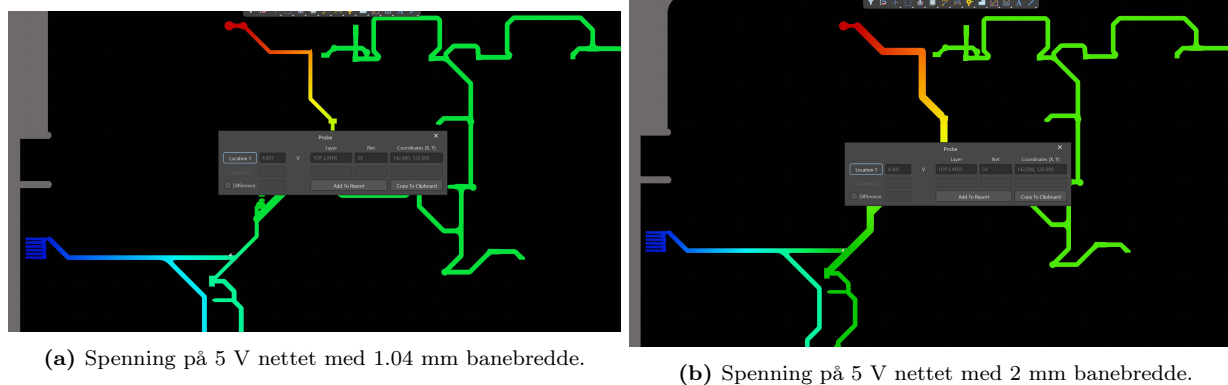 Probe
Layer Net Coordinates (X, Y)
Location 1 V TOP_LAYER 5V
Difference Add To Report Copy To Clipboard
(a) Spenning på 5 V nettet med 1.04 mm banebredde.
Probe
Layer Net Coordinates (X, Y)
Location 1 V TOP_LAYER 5V
Difference Add To Report Copy To Clipboard
(b) Spenning på 5 V nettet med 2 mm banebredde.